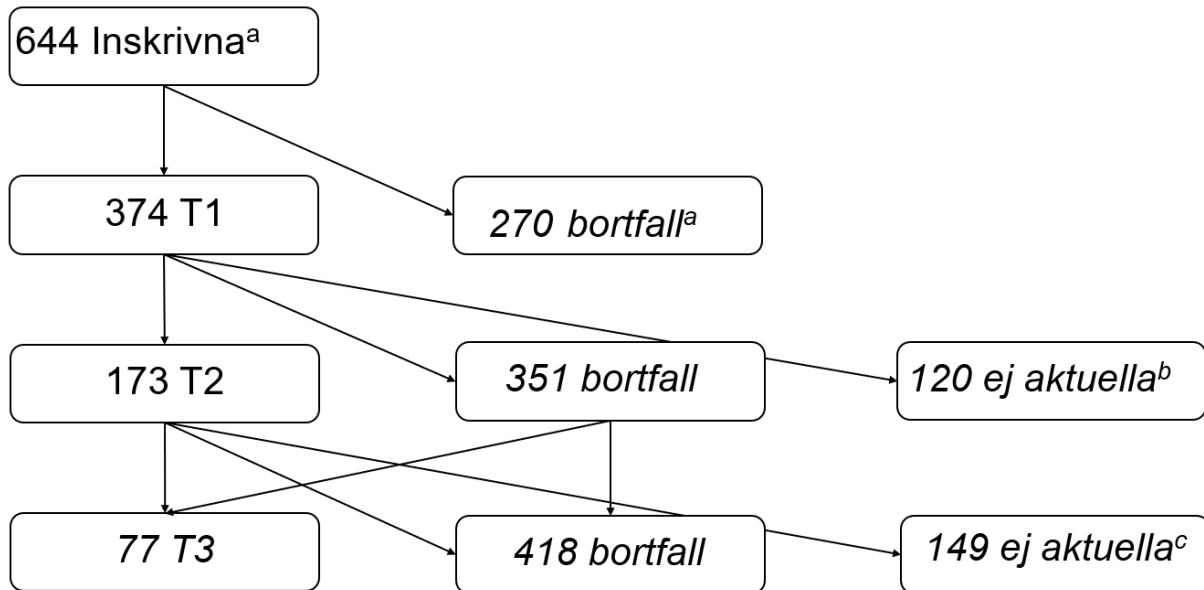 644 Inskrivnaᵃ
374 T1
270 bortfallᵃ
173 T2
351 bortfall
120 ej aktuellaᵇ
77 T3
418 bortfall
149 ej aktuellaᶜ